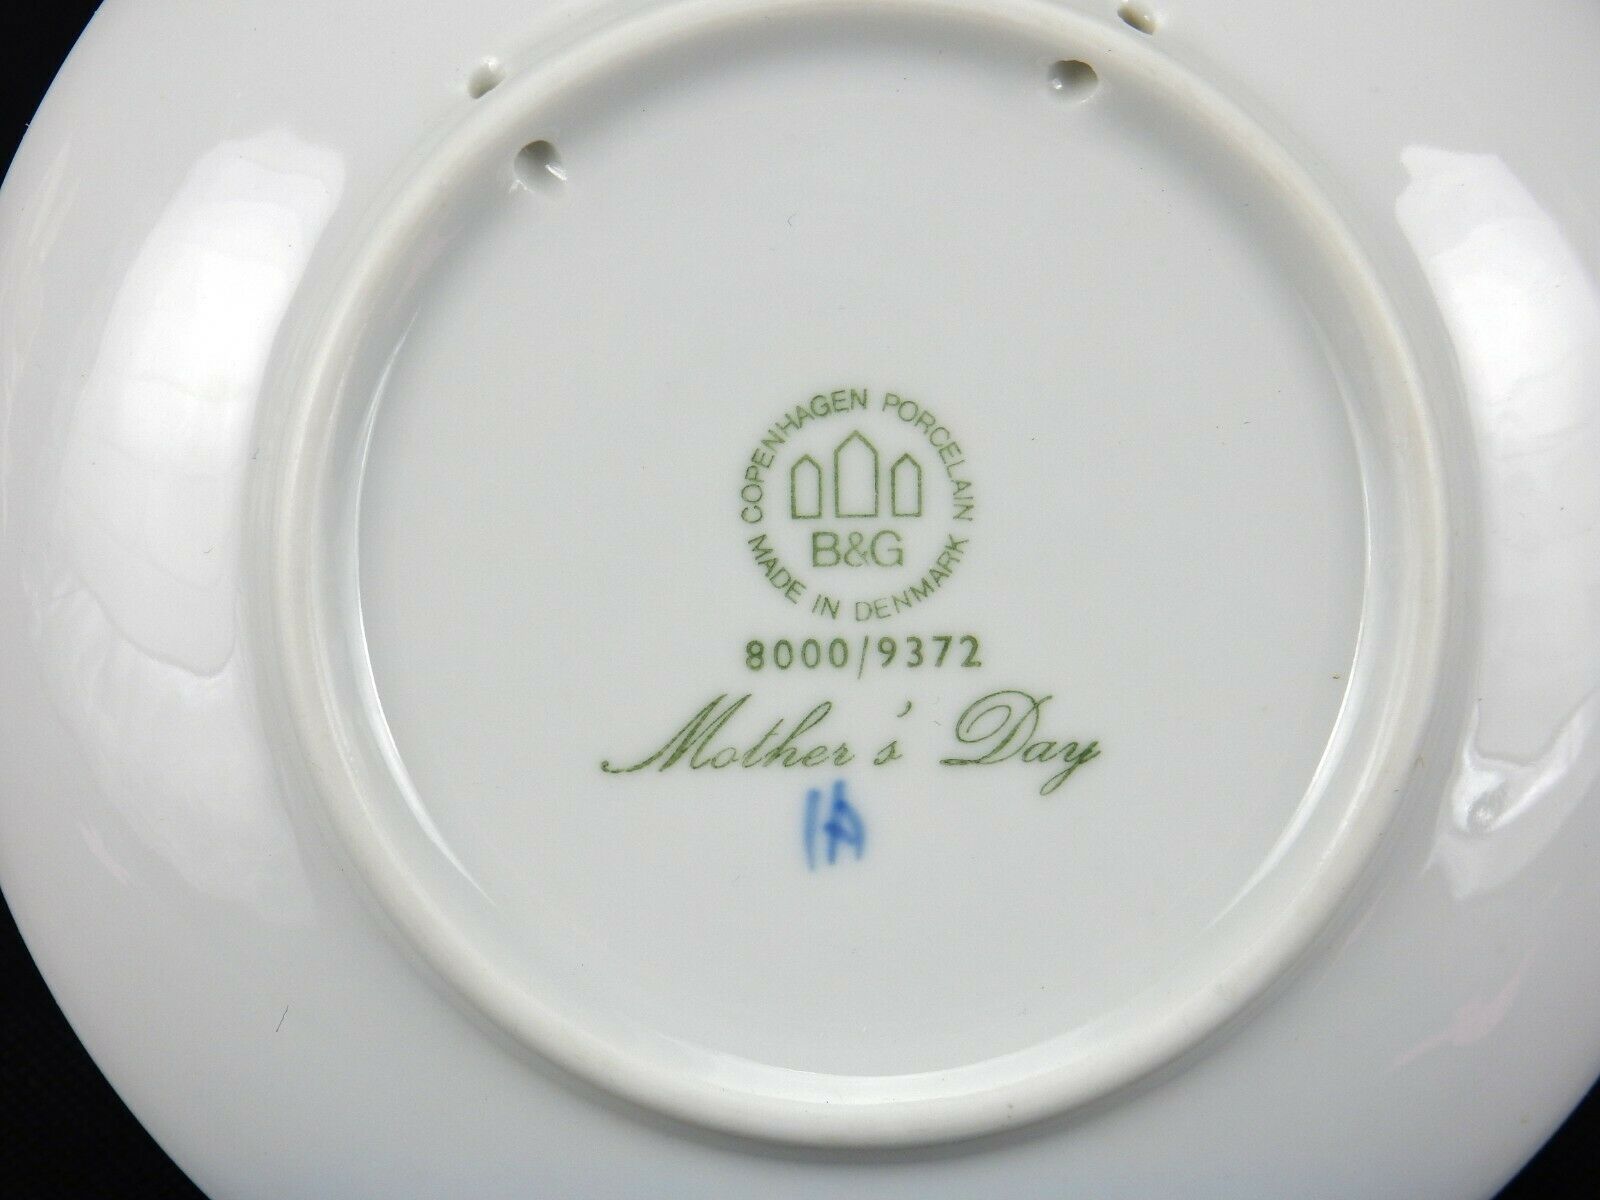 COPENHAGEN PORCELAIN
B&G
MADE IN DENMARK
8000/9372
Mother's Day